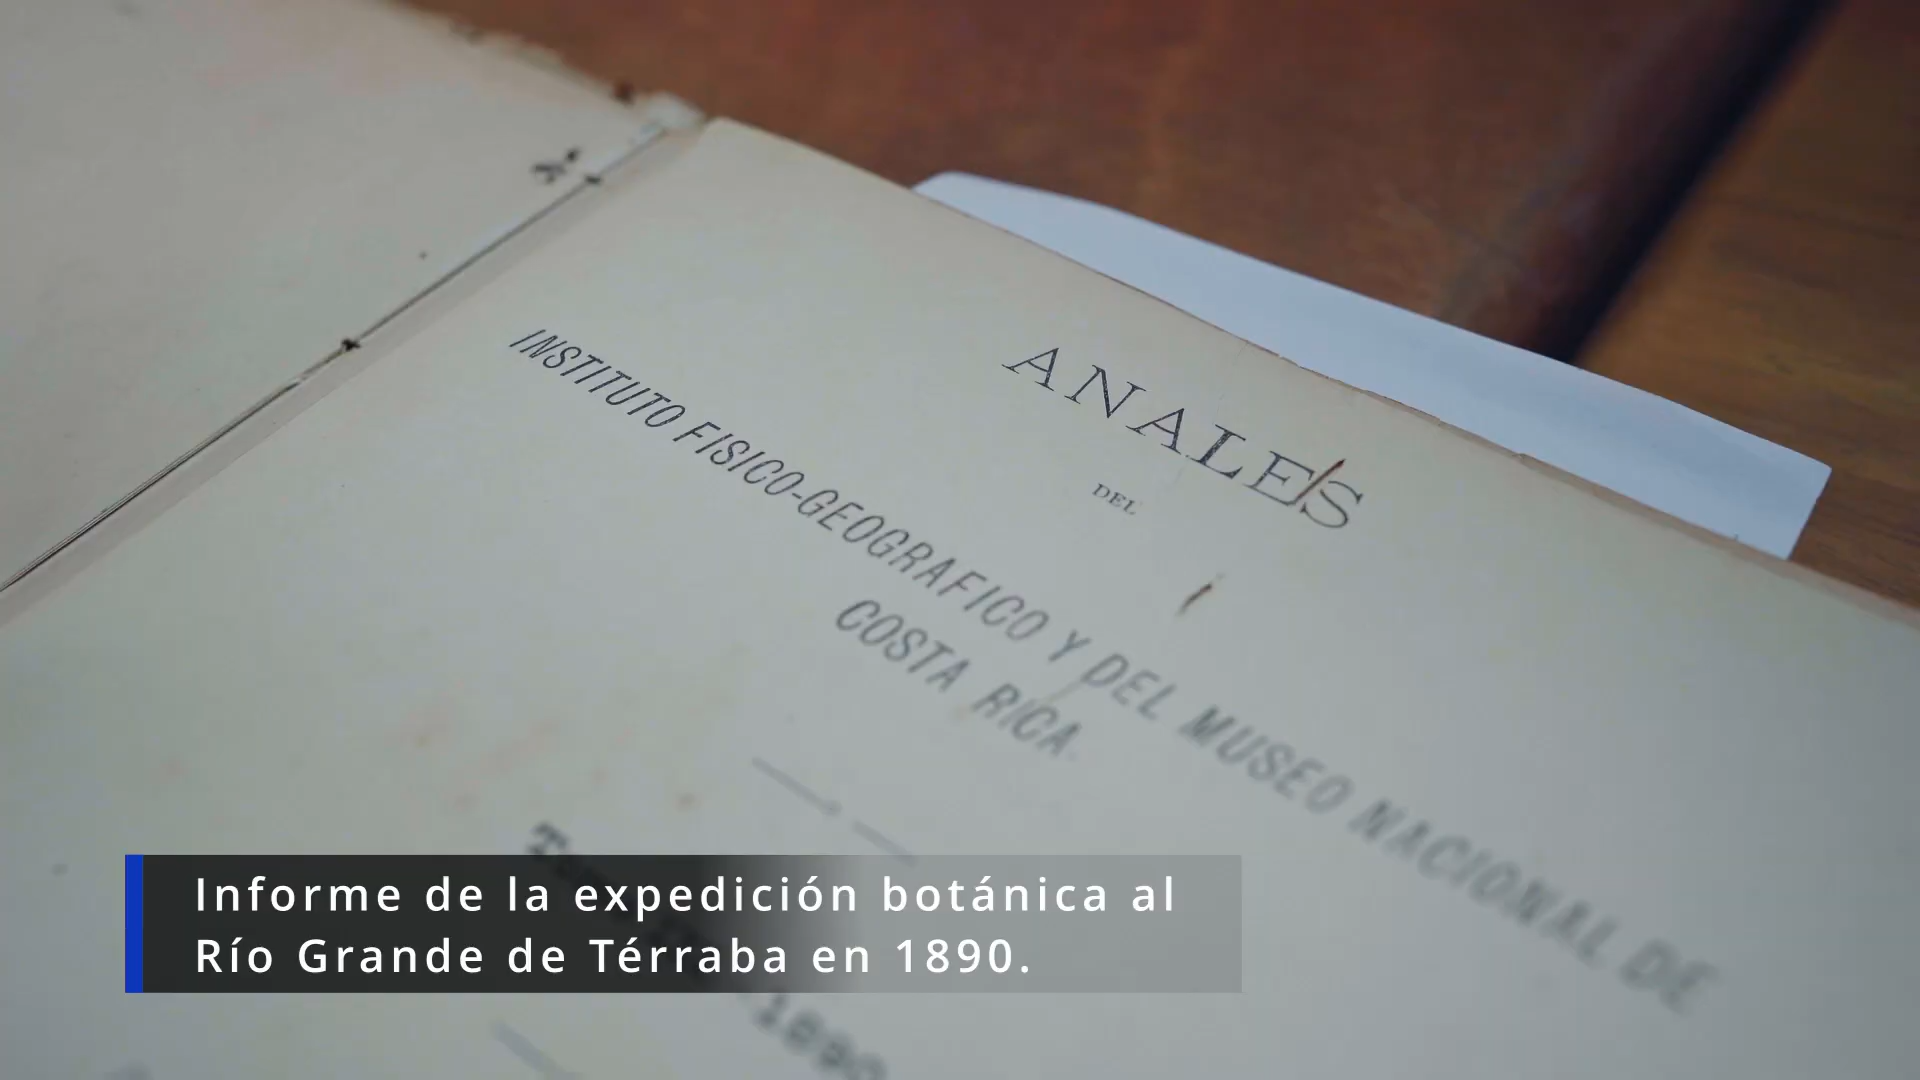 ANALES
DEL
INSTITUTO FISICO-GEOGRAFICO Y DEL MUSEO NACIONAL DE
COSTA RICA
1890
Informe de la expedición botánica al
Río Grande de Térraba en 1890.